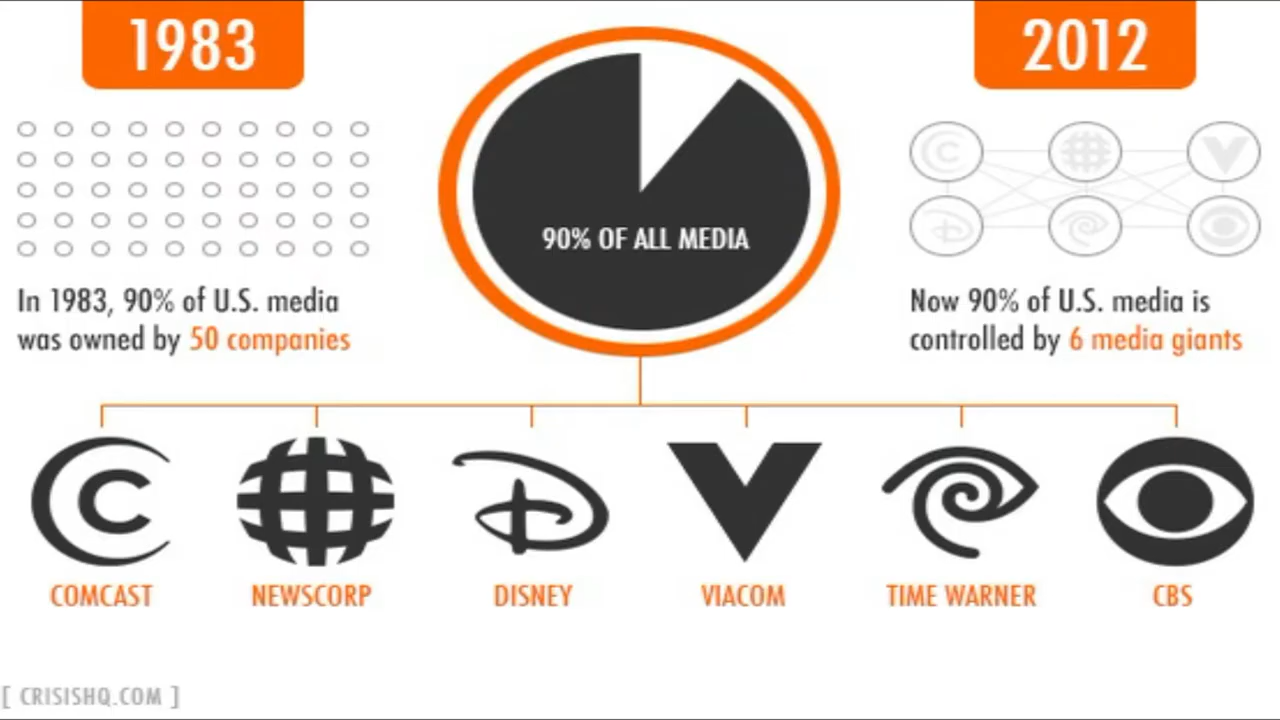 1983
2012
90% OF ALL MEDIA
In 1983, 90% of U.S. media
was owned by 50 companies
Now 90% of U.S. media is
controlled by 6 media giants
COMCAST
NEWSCORP
DISNEY
VIACOM
TIME WARNER
CBS
[ CRISISHQ.COM ]